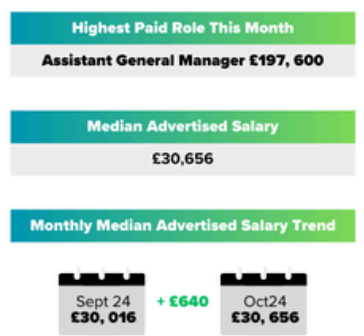 Highest Paid Role This Month
Assistant General Manager £197, 600
Median Advertised Salary
£30,656
Monthly Median Advertised Salary Trend
Sept 24 + £640 Oct24
£30, 016 £30, 656